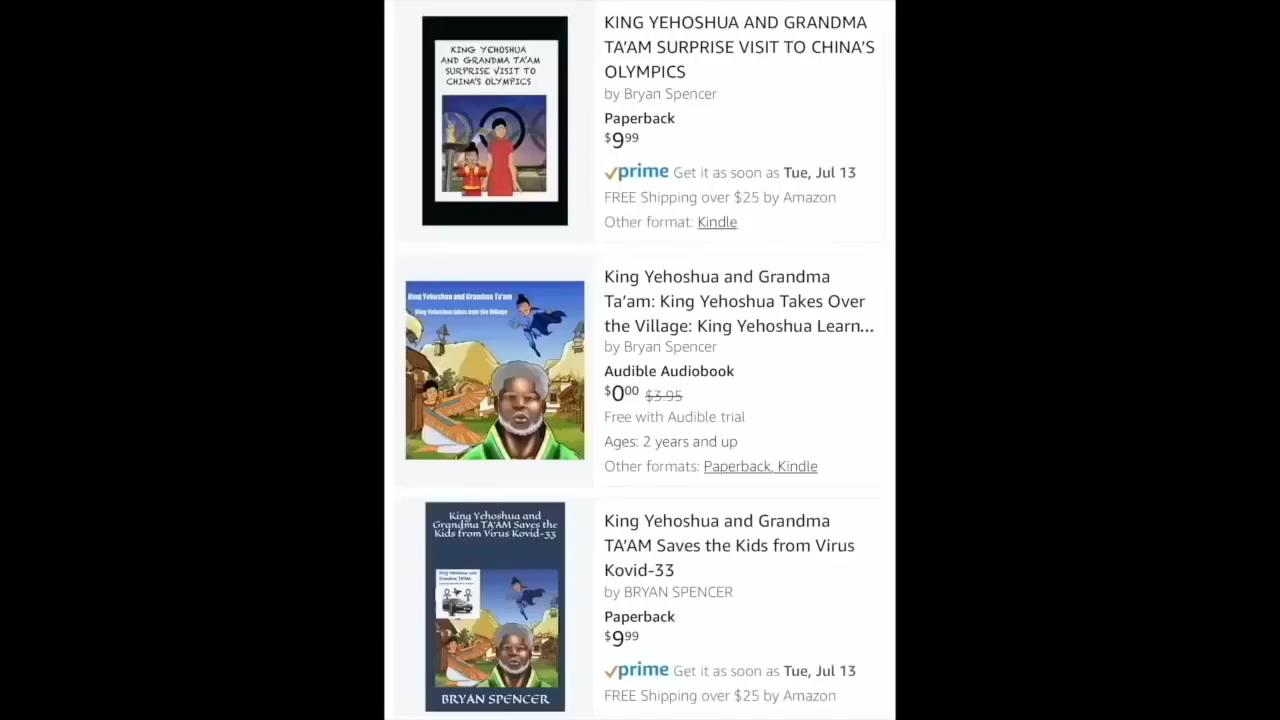 KING YEHOSHUA
AND GRANDMA TA'AM
SURPRISE VISIT TO
CHINA'S OLYMPICS
KING YEHOSHUA AND GRANDMA
TA'AM SURPRISE VISIT TO CHINA'S
OLYMPICS
by Bryan Spencer
Paperback
$9.99
prime Get it as soon as Tue, Jul 13
FREE Shipping over $25 by Amazon
Other format: Kindle
King Yehoshua and Grandma Ta'am
King Yehoshua takes over the Village
King Yehoshua and Grandma
Ta'am: King Yehoshua Takes Over
the Village: King Yehoshua Learn...
by Bryan Spencer
Audible Audiobook
$0.00 $3.95
Free with Audible trial
Ages: 2 years and up
Other formats: Paperback, Kindle
King Yehoshua and
Grandma TA'AM Saves the
Kids from Virus Kovid-33
BRYAN SPENCER
King Yehoshua and Grandma
TA'AM Saves the Kids from Virus
Kovid-33
by BRYAN SPENCER
Paperback
$9.99
prime Get it as soon as Tue, Jul 13
FREE Shipping over $25 by Amazon